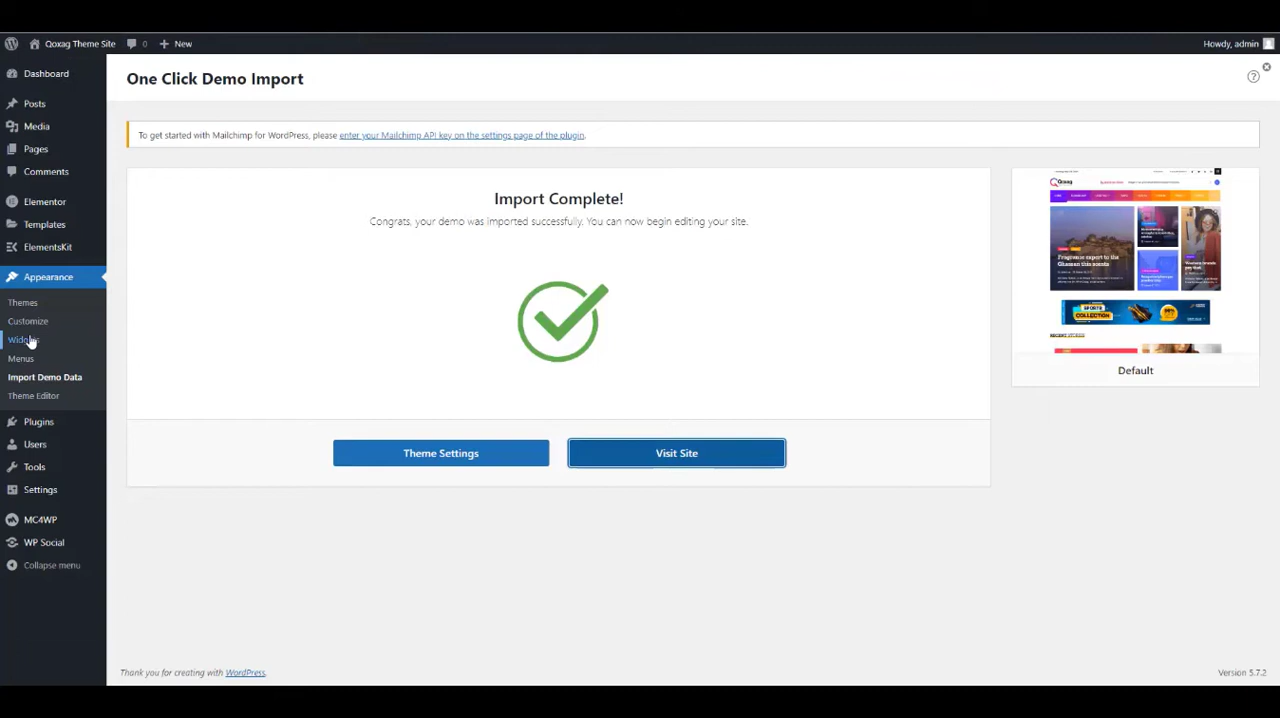 Qoxag Theme Site
0
New
Howdy, admin
Dashboard
Posts
Media
Pages
Comments
Elementor
Templates
ElementsKit
Appearance
Themes
Customize
Menus
Import Demo Data
Theme Editor
Plugins
Users
Tools
Settings
MC4WP
WP Social
Collapse menu
One Click Demo Import
To get started with Mailchimp for WordPress, please enter your Mailchimp API key on the settings page of the plugin.
Import Complete!
Congrats, your demo was imported successfully. You can now begin editing your site.
Theme Settings
Visit Site
Qoxag
COLLECTION
RECENT STORIES
Default
Thank you for creating with WordPress.
Version 5.7.2